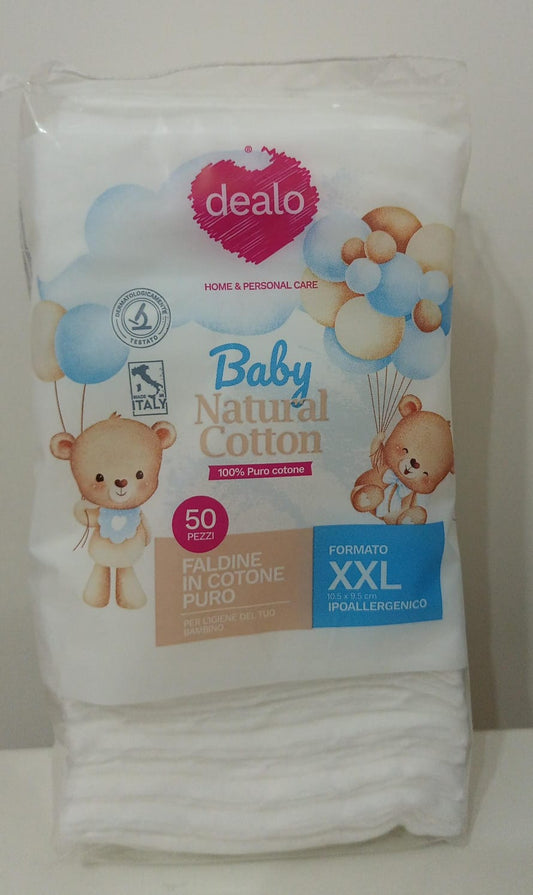 ®
dealo
HOME & PERSONAL CARE
DERMATOLOGICAMENTE
TESTATO
MADE IN
ITALY
Baby
Natural
Cotton
100% Puro cotone
50
PEZZI
FALDINE
IN COTONE
PURO
PER L'IGIENE DEL TUO
BAMBINO
FORMATO
XXL
10.5 x 9.5 cm
IPOALLERGENICO